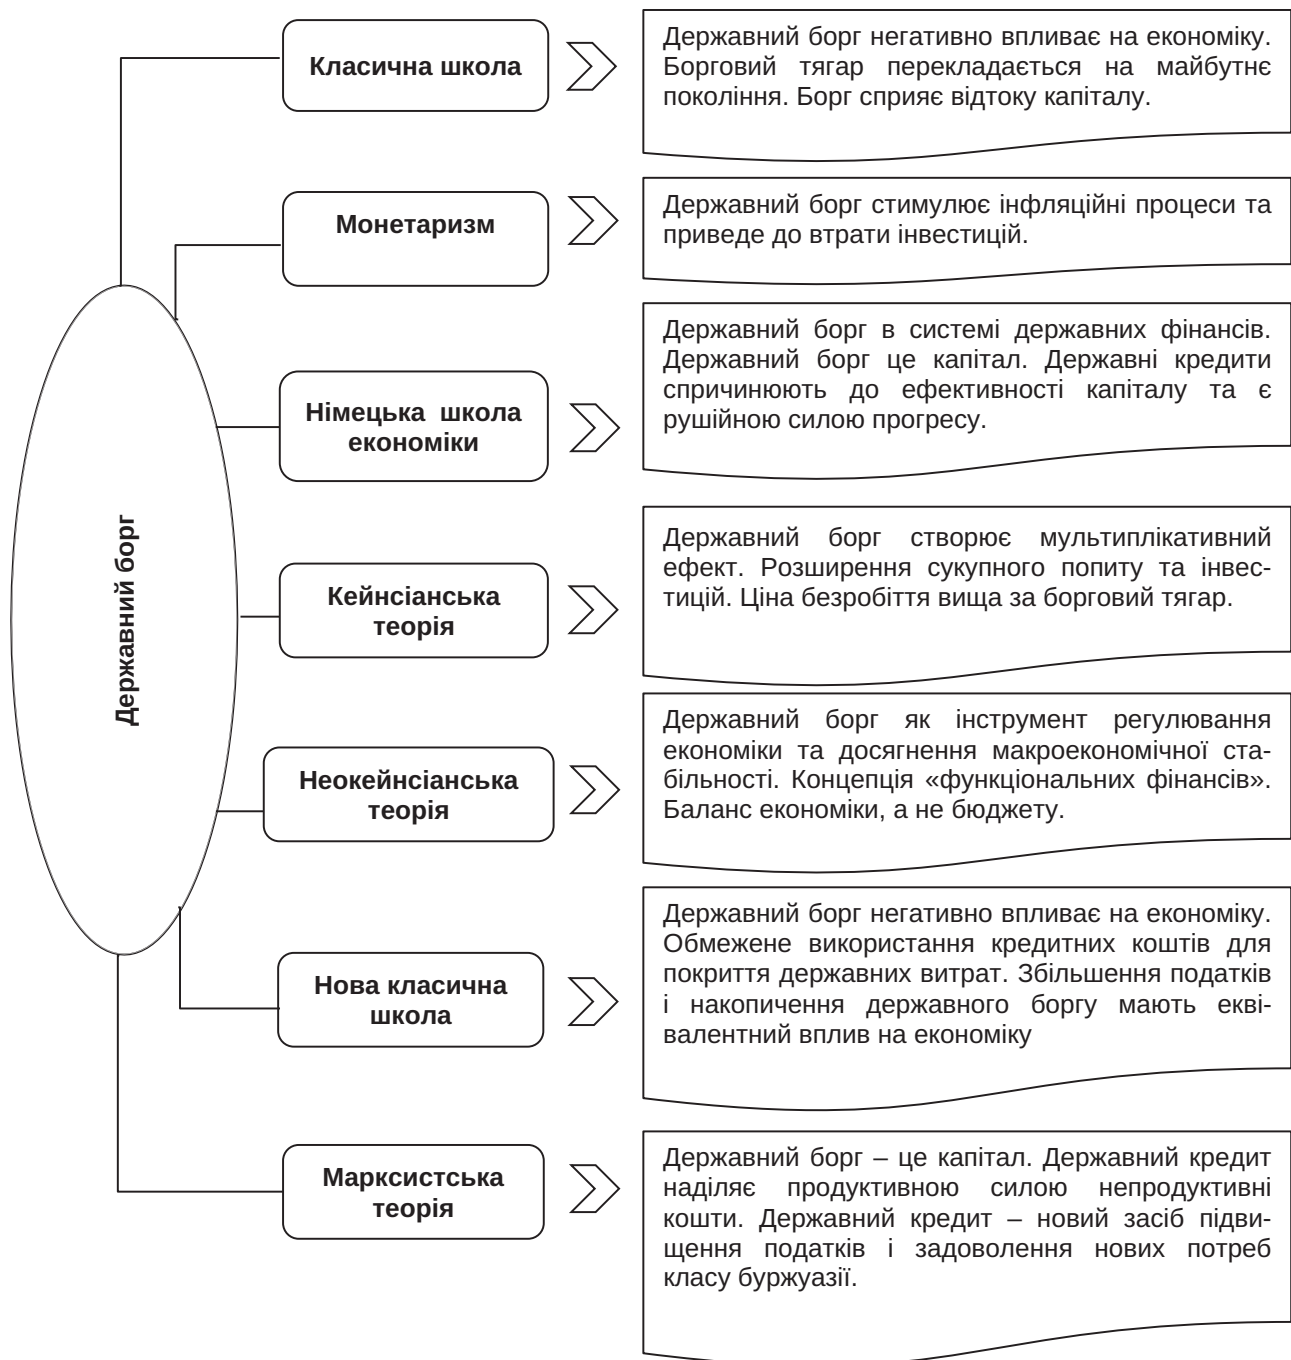 Класична школа
Державний борг негативно впливає на економіку.
Борговий тягар перекладається на майбутнє
покоління. Борг сприяє відтоку капіталу.
Монетаризм
Державний борг стимулює інфляційні процеси та
приведе до втрати інвестицій.
Німецька школа
економіки
Державний борг в системі державних фінансів.
Державний борг це капітал. Державні кредити
спричинюють до ефективності капіталу та є
рушійною силою прогресу.
Державний борг
Кейнсіанська
теорія
Державний борг створює мультиплікативний
ефект. Розширення сукупного попиту та інвес-
тицій. Ціна безробіття вища за борговий тягар.
Неокейнсіанська
теорія
Державний борг як інструмент регулювання
економіки та досягнення макроекономічної ста-
більності. Концепція «функціональних фінансів».
Баланс економіки, а не бюджету.
Нова класична
школа
Державний борг негативно впливає на економіку.
Обмежене використання кредитних коштів для
покриття державних витрат. Збільшення податків
і накопичення державного боргу мають екві-
валентний вплив на економіку
Марксистська
теорія
Державний борг – це капітал. Державний кредит
наділяє продуктивною силою непродуктивні
кошти. Державний кредит – новий засіб підви-
щення податків і задоволення нових потреб
класу буржуазії.